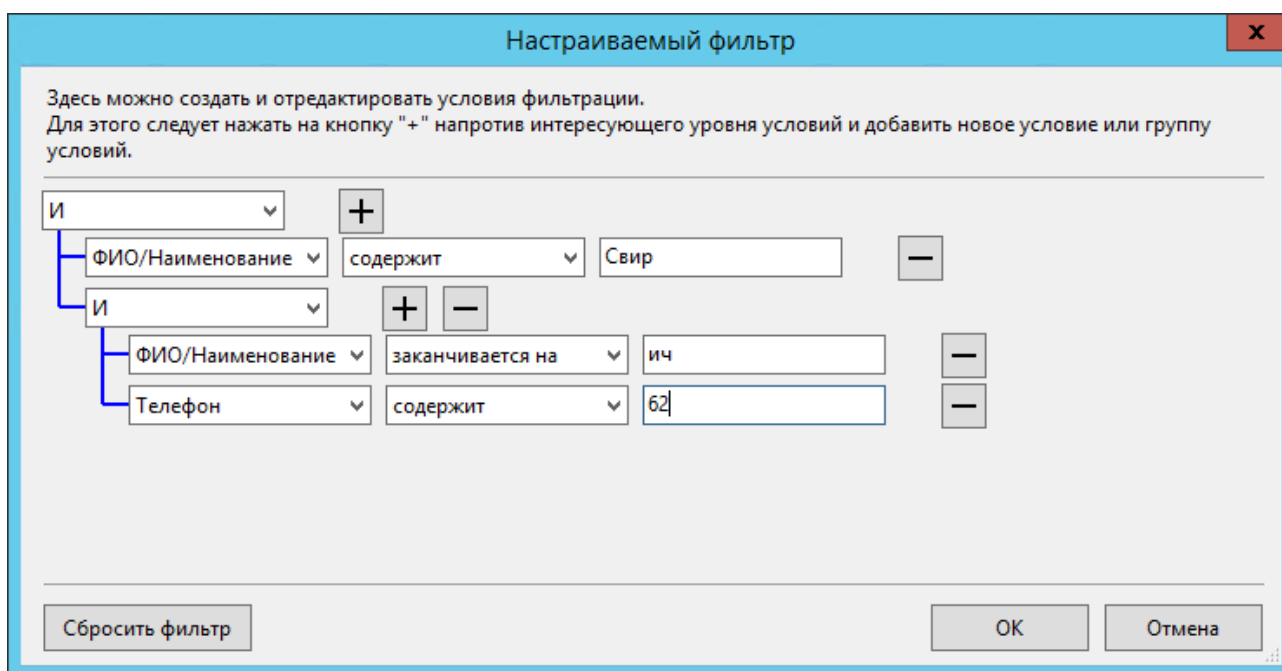 Настраиваемый фильтр
x
Здесь можно создать и отредактировать условия фильтрации.
Для этого следует нажать на кнопку "+" напротив интересующего уровня условий и добавить новое условие или группу
условий.
И +
ФИО/Наименование содержит Свир —
И + —
ФИО/Наименование заканчивается на ич —
Телефон содержит 62 —
Сбросить фильтр ОК Отмена